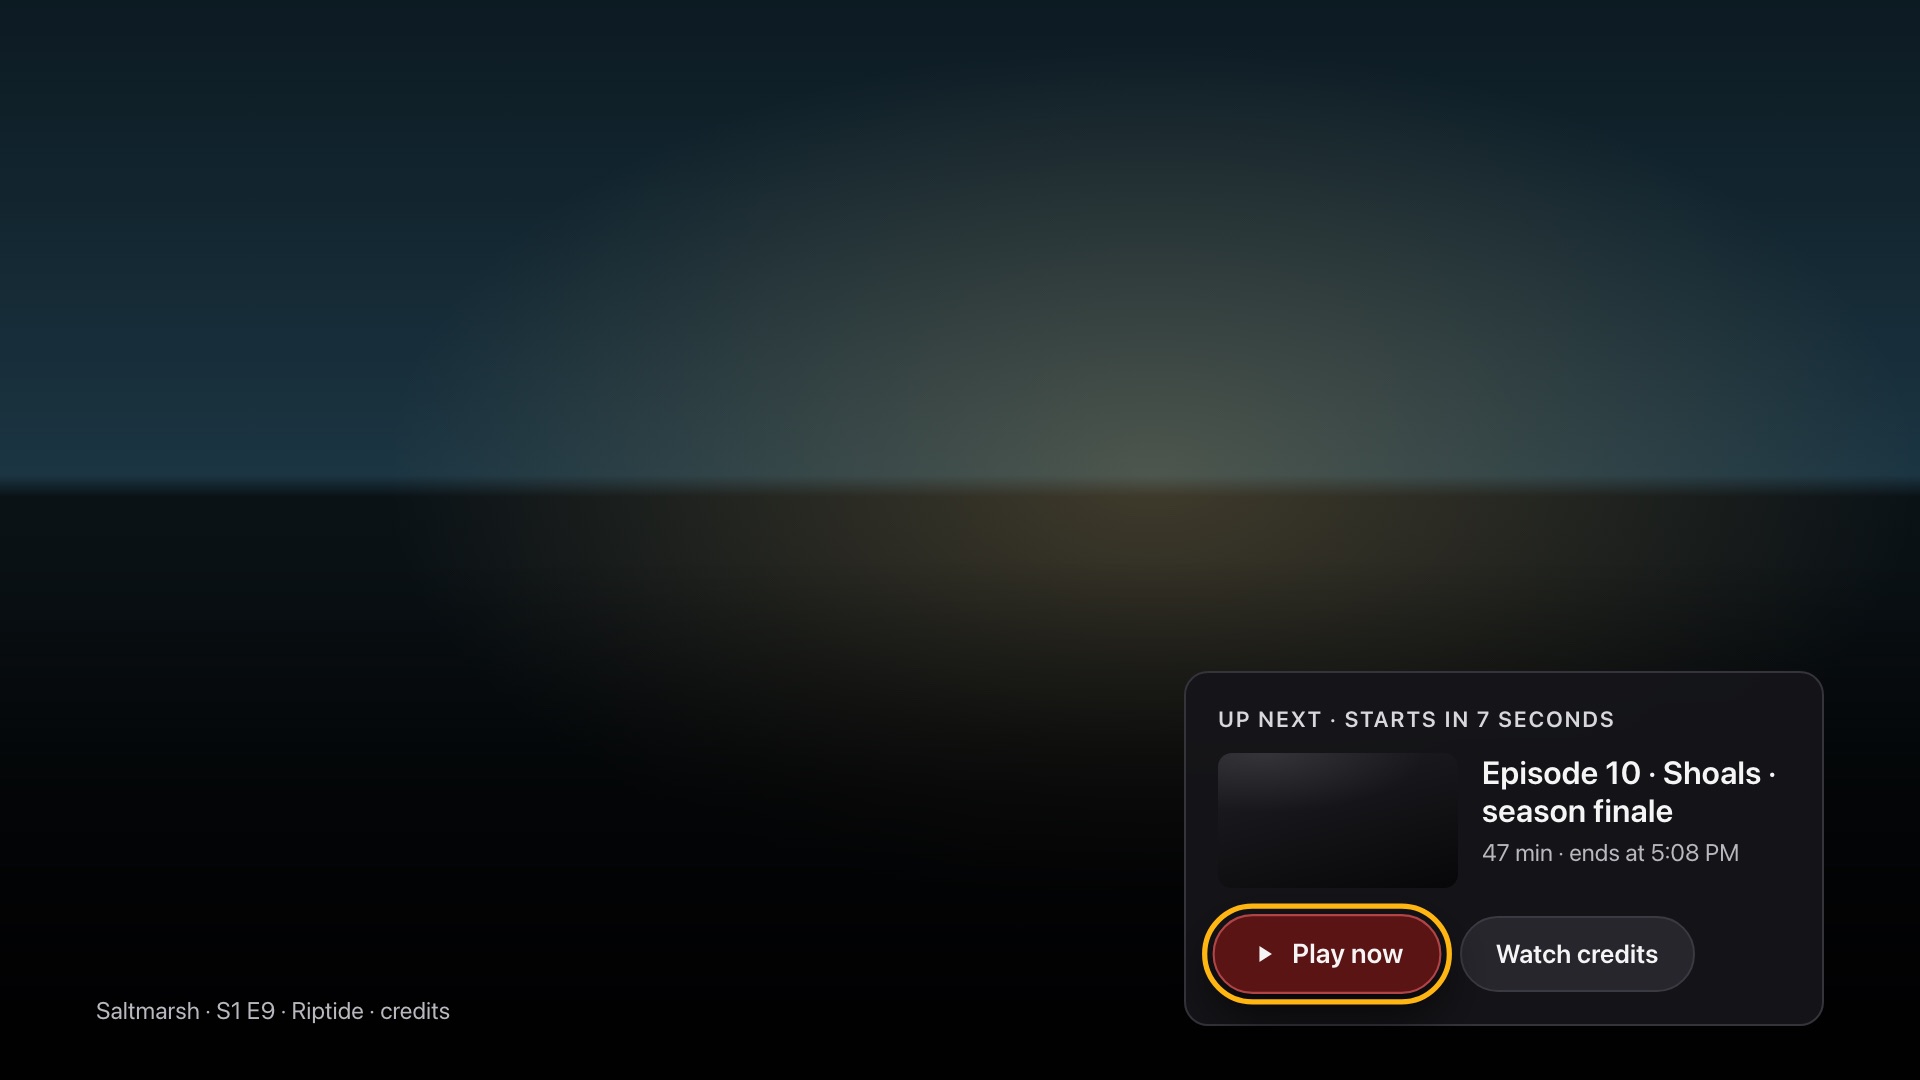 UP NEXT · STARTS IN 7 SECONDS
Episode 10 · Shoals ·
season finale
47 min · ends at 5:08 PM
Play now
Watch credits
Saltmarsh · S1 E9 · Riptide · credits